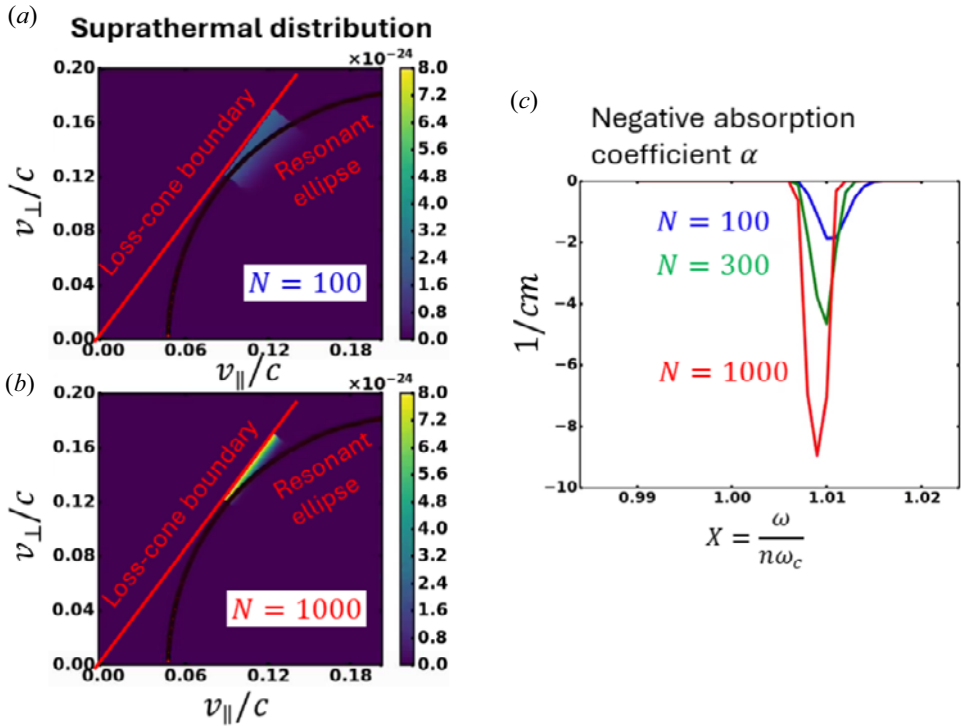 (a)
Suprathermal distribution
×10⁻²⁴
0.20
0.16
0.12
0.08
0.04
0.00
v⊥/c
Loss-cone boundary
Resonant
ellipse
N = 100
8.0
7.2
6.4
5.6
4.8
4.0
3.2
2.4
1.6
0.8
0.0
0.00 0.06 0.12 0.18
v∥/c
(b)
×10⁻²⁴
0.20
0.16
0.12
0.08
0.04
0.00
v⊥/c
Loss-cone boundary
Resonant
ellipse
N = 1000
8.0
7.2
6.4
5.6
4.8
4.0
3.2
2.4
1.6
0.8
0.0
0.00 0.06 0.12 0.18
v∥/c
(c)
Negative absorption
coefficient α
0
−2
−4
−6
−8
−10
1/cm
N = 100
N = 300
N = 1000
0.99 1.00 1.01 1.02
X = ω/nω_c